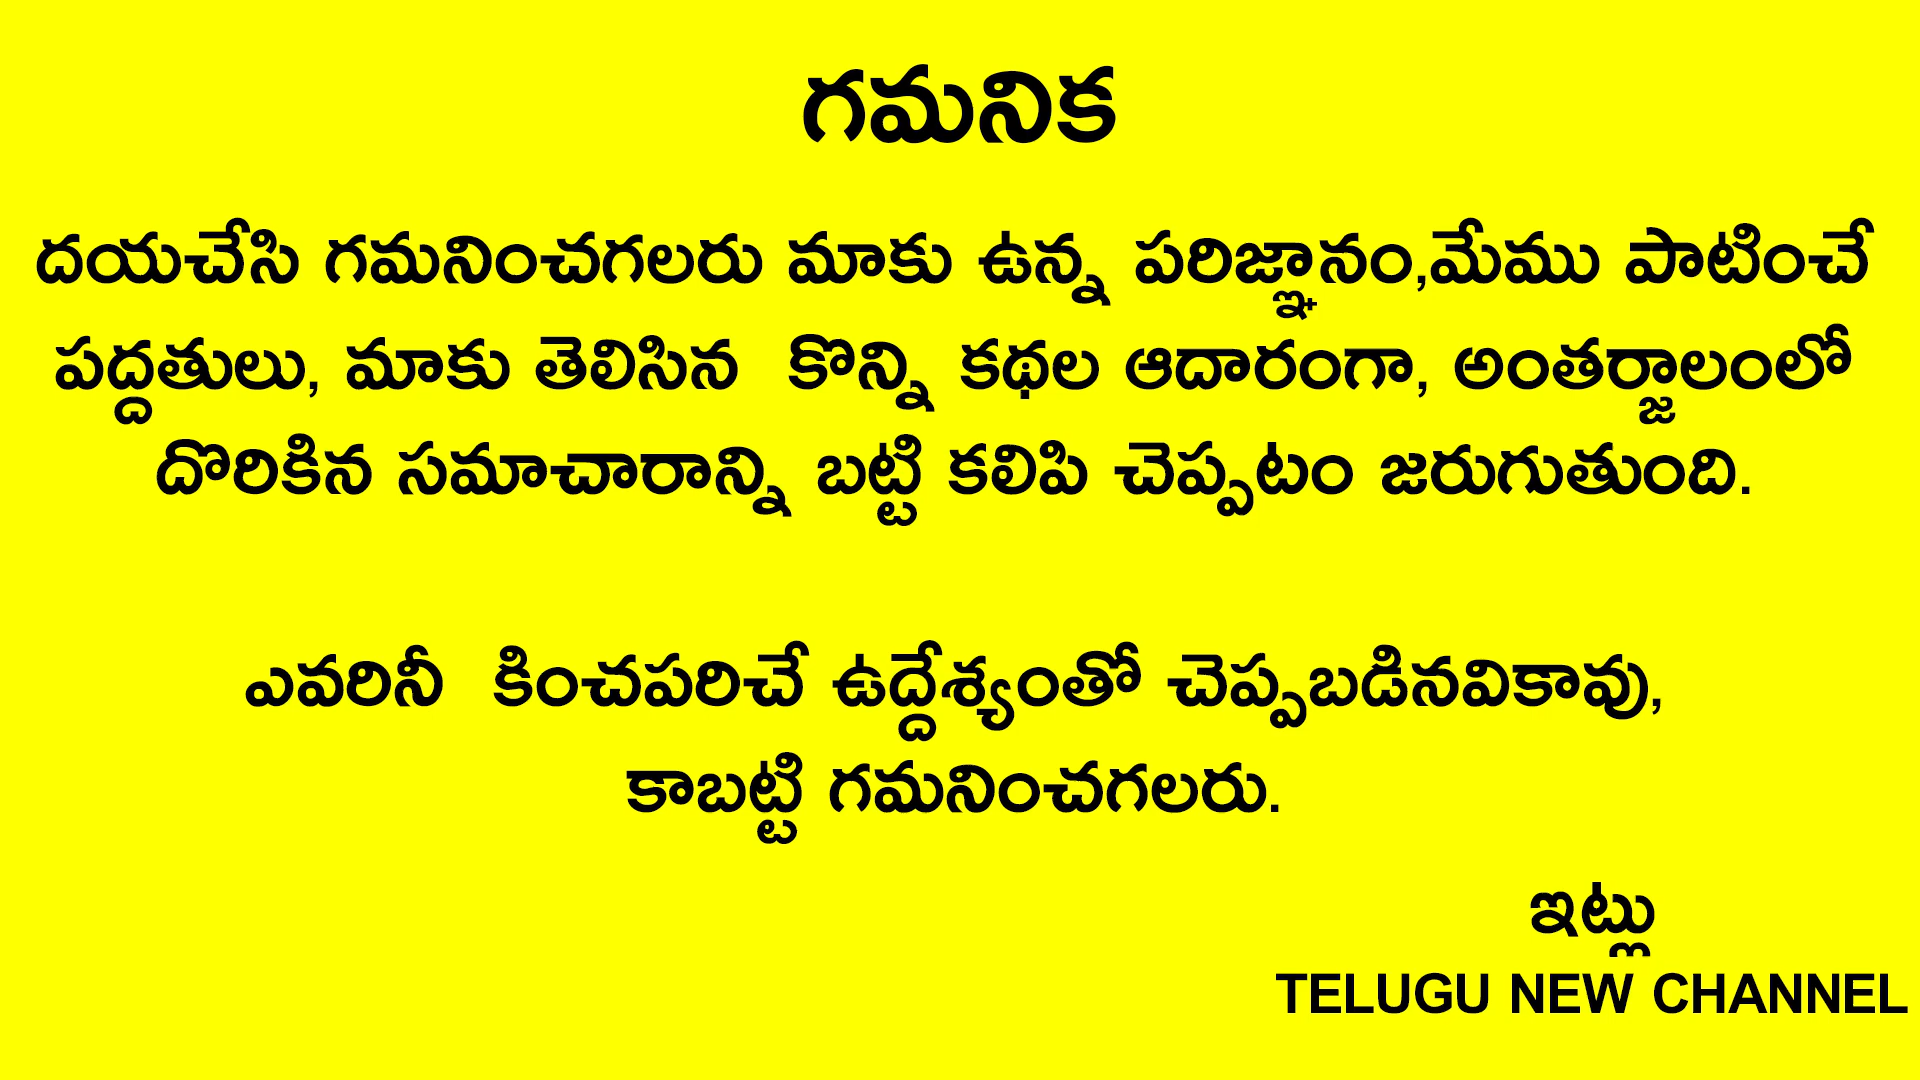 గమనిక
దయచేసి గమనించగలరు మాకు ఉన్న పరిజ్ఞానం,మేము పాటించే
పద్దతులు, మాకు తెలిసిన  కొన్ని కథల ఆదారంగా, అంతర్జాలంలో
దొరికిన సమాచారాన్ని బట్టి కలిపి చెప్పటం జరుగుతుంది.
ఎవరినీ  కించపరిచే ఉద్దేశ్యంతో చెప్పబడినవికావు,
కాబట్టి గమనించగలరు.
ఇట్లు
TELUGU NEW CHANNEL